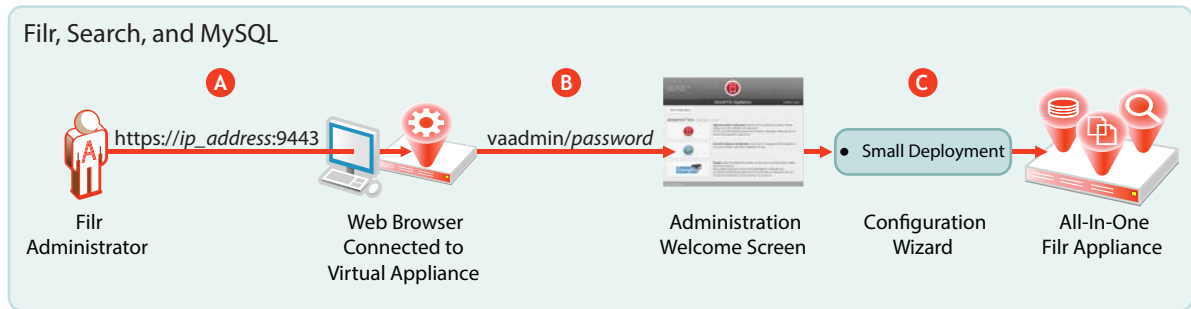 Filr, Search, and MySQL
A
B
C
https://ip_address:9443
vaadmin/password
• Small Deployment
A
Filr
Administrator
Web Browser
Connected to
Virtual Appliance
Administration
Welcome Screen
Configuration
Wizard
All-In-One
Filr Appliance